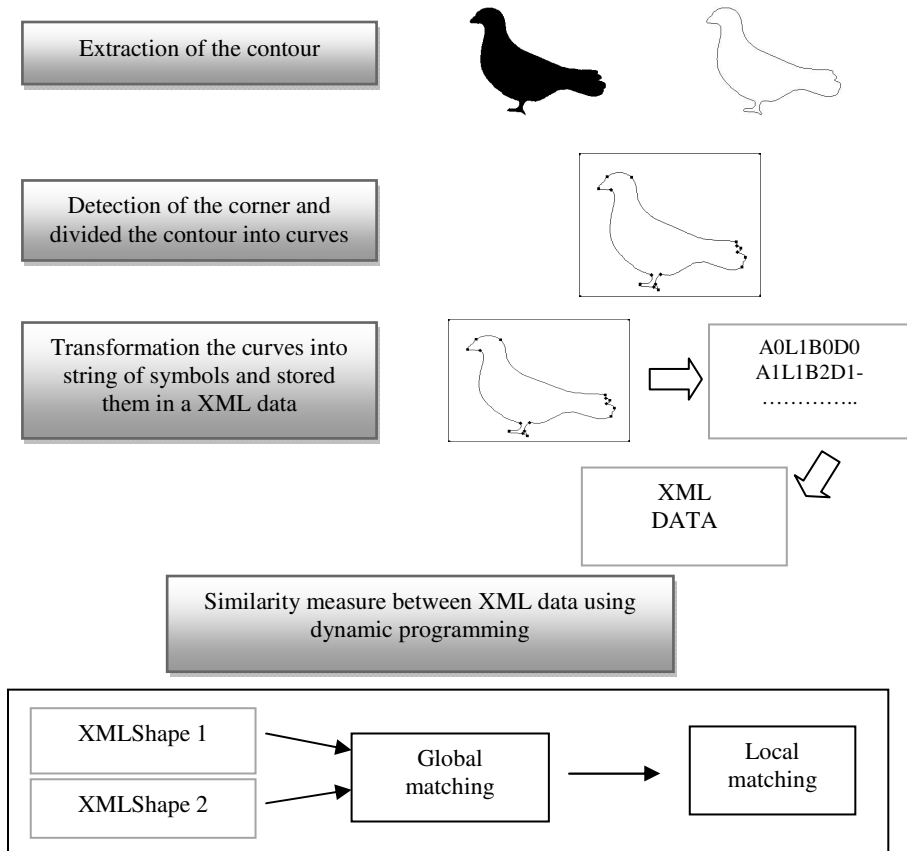 Extraction of the contour
Detection of the corner and
divided the contour into curves
Transformation the curves into
string of symbols and stored
them in a XML data
A0L1B0D0
A1L1B2D1-
…………..
XML
DATA
Similarity measure between XML data using
dynamic programming
XMLShape 1
XMLShape 2
Global
matching
Local
matching